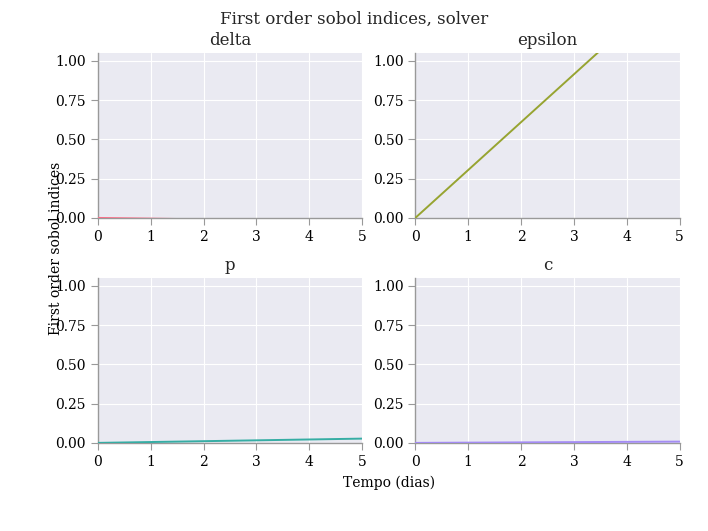 First order sobol indices, solver
delta
epsilon
1.00
0.75
0.50
0.25
0.00
0 1 2 3 4 5
1.00
0.75
0.50
0.25
0.00
0 1 2 3 4 5
First order sobol indices
p
c
1.00
0.75
0.50
0.25
0.00
0 1 2 3 4 5
1.00
0.75
0.50
0.25
0.00
0 1 2 3 4 5
Tempo (dias)